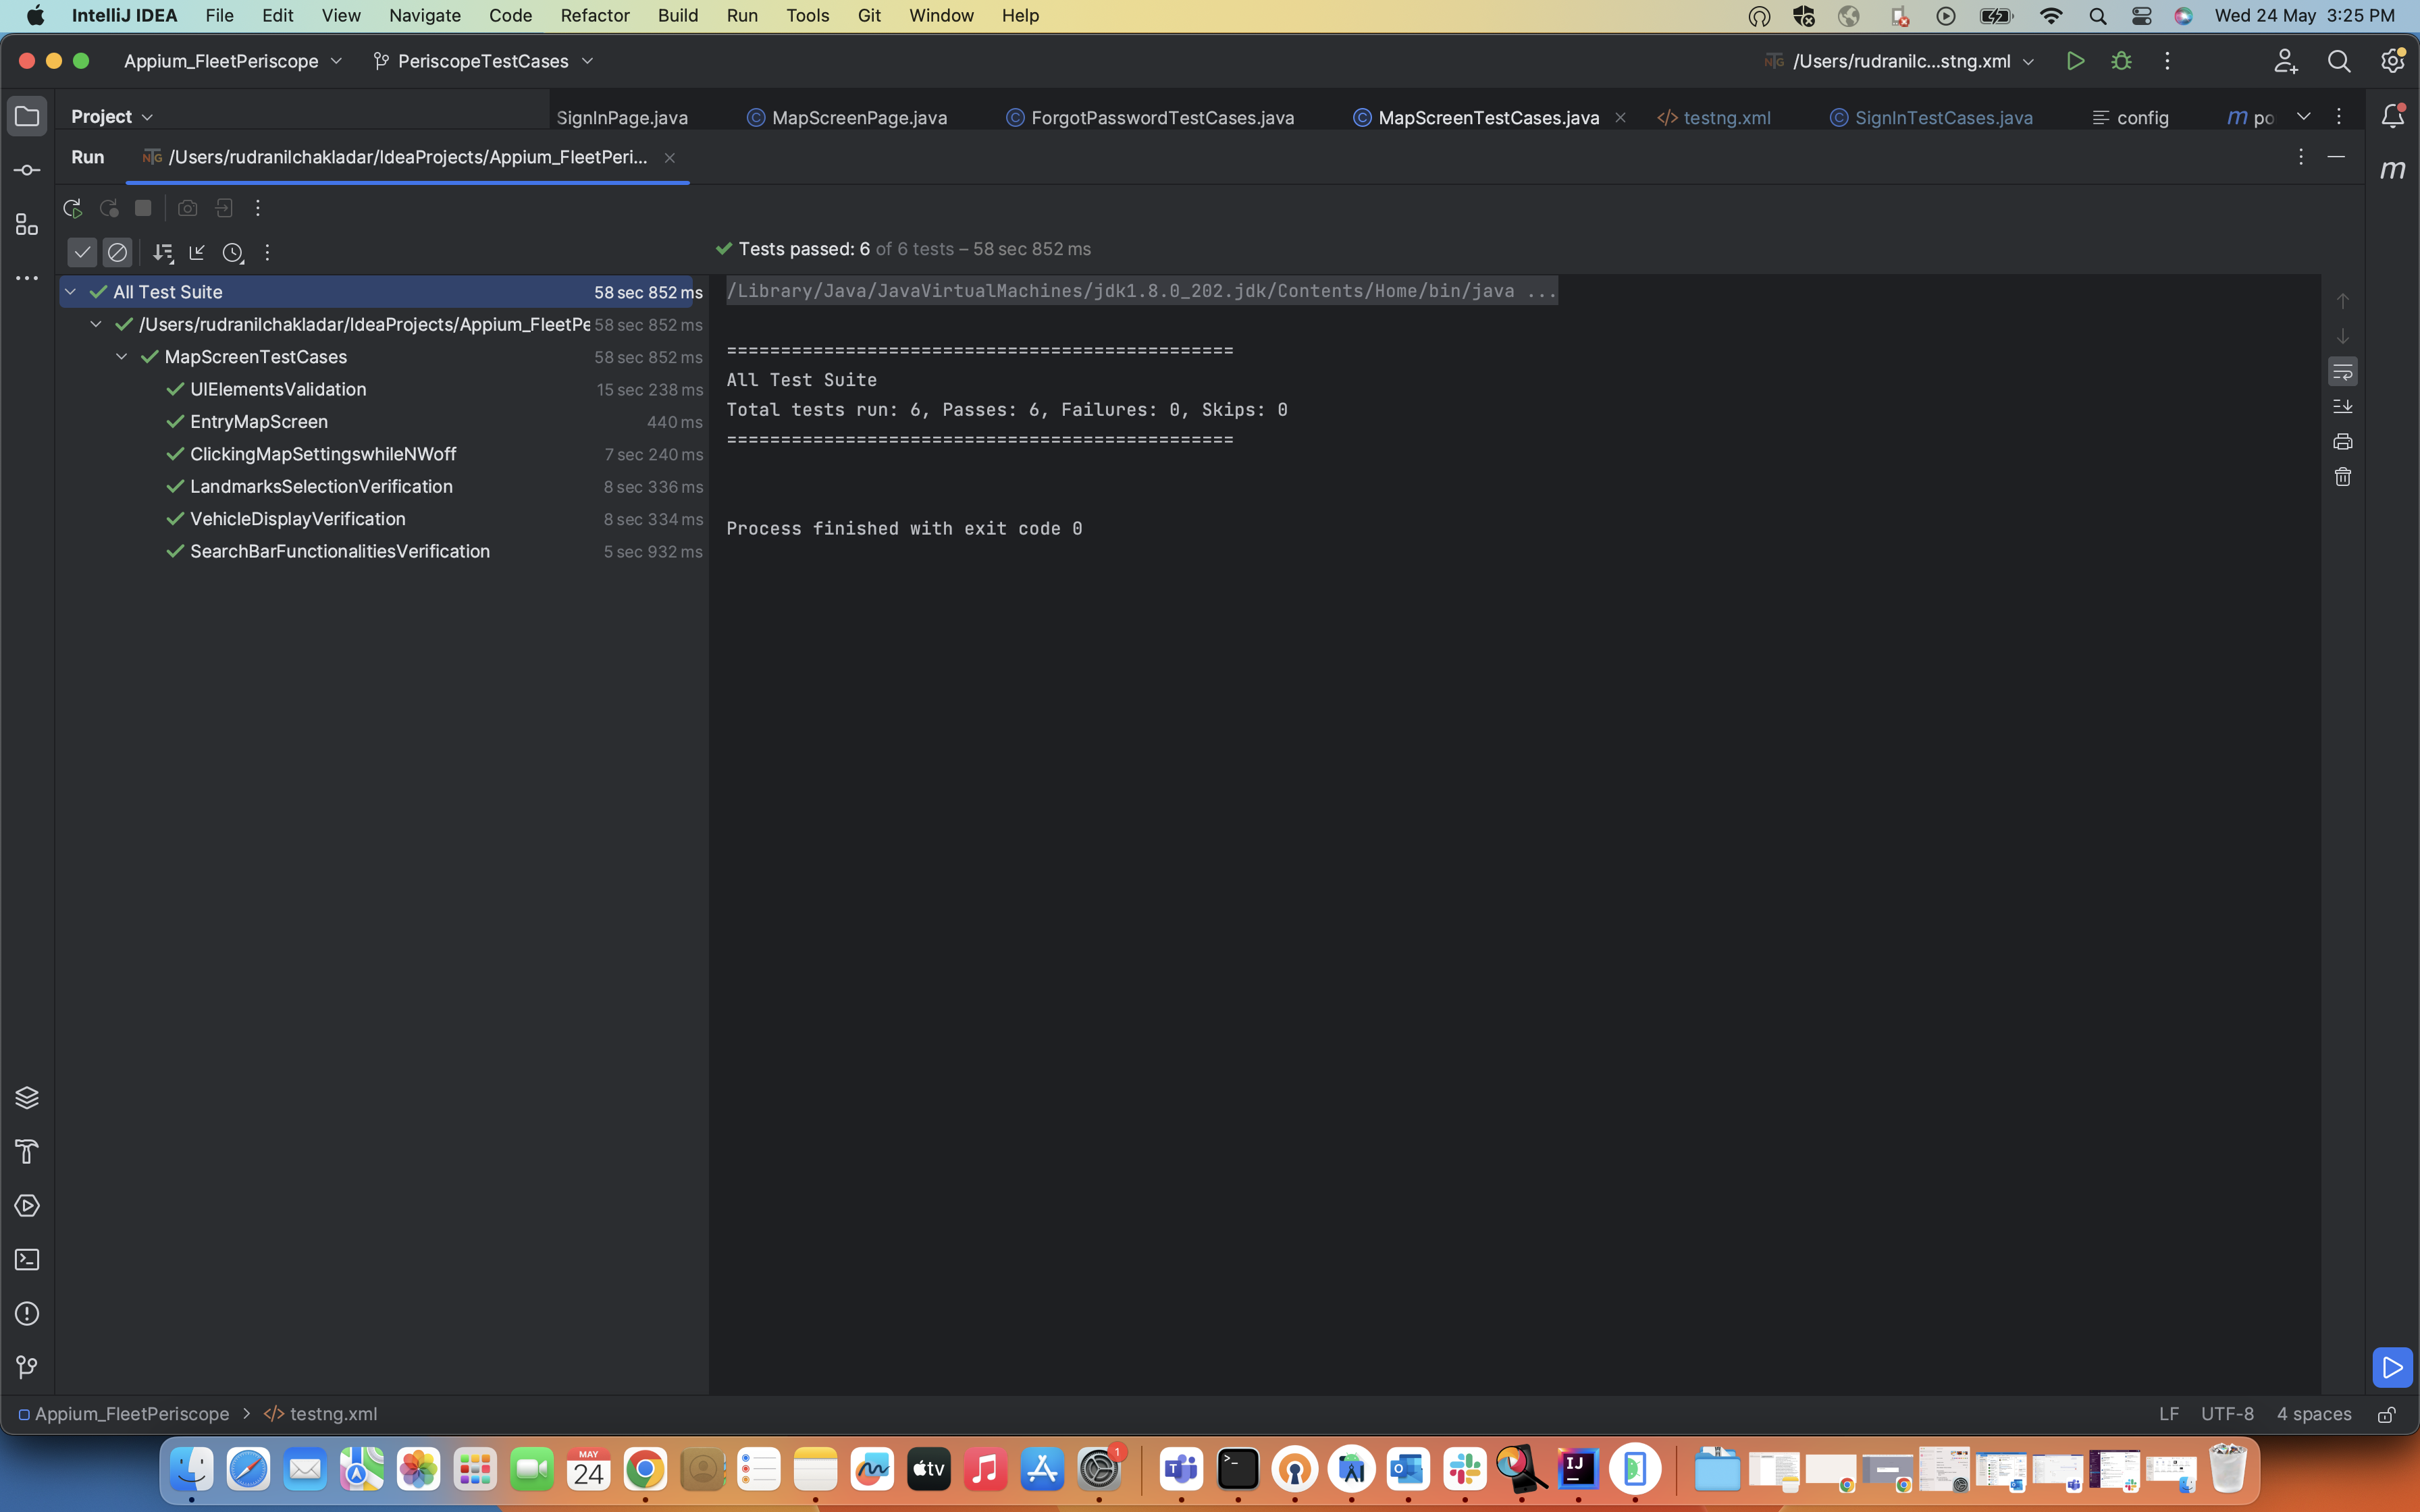 IntelliJ IDEA File Edit View Navigate Code Refactor Build Run Tools Git Window Help Wed 24 May 3:25 PM
Appium_FleetPeriscope PeriscopeTestCases /Users/rudranilc...stng.xml
Project SignInPage.java MapScreenPage.java ForgotPasswordTestCases.java MapScreenTestCases.java testng.xml SignInTestCases.java config m po
Run /Users/rudranilchakladar/IdeaProjects/Appium_FleetPeri...
m
Tests passed: 6 of 6 tests – 58 sec 852 ms
All Test Suite 58 sec 852 ms
/Users/rudranilchakladar/IdeaProjects/Appium_FleetPe 58 sec 852 ms
MapScreenTestCases 58 sec 852 ms
UIElementsValidation 15 sec 238 ms
EntryMapScreen 440 ms
ClickingMapSettingswhileNWoff 7 sec 240 ms
LandmarksSelectionVerification 8 sec 336 ms
VehicleDisplayVerification 8 sec 334 ms
SearchBarFunctionalitiesVerification 5 sec 932 ms
/Library/Java/JavaVirtualMachines/jdk1.8.0_202.jdk/Contents/Home/bin/java ...
===============================================
All Test Suite
Total tests run: 6, Passes: 6, Failures: 0, Skips: 0
===============================================
Process finished with exit code 0
Appium_FleetPeriscope > testng.xml LF UTF-8 4 spaces
MAY
24
tv
1
IJ